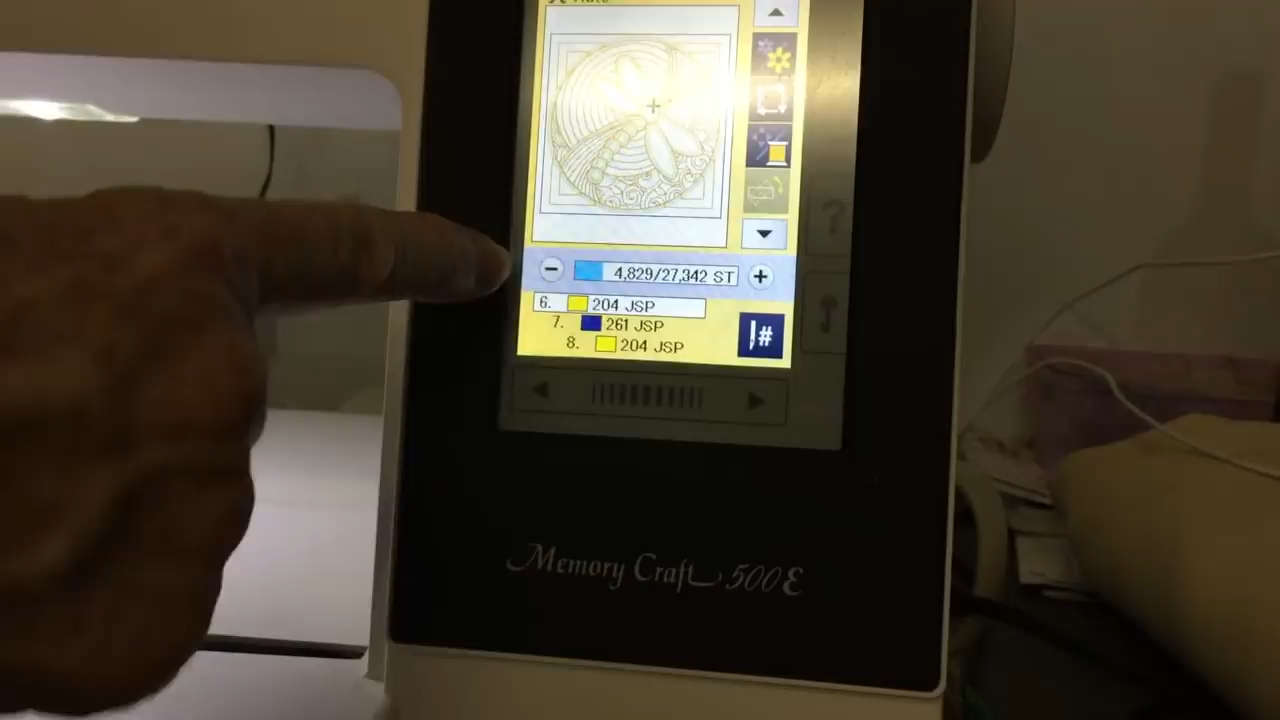 4,829/27,342 ST
6. 204 JSP
7. 261 JSP
8. 204 JSP
#
?
Memory Craft 500E